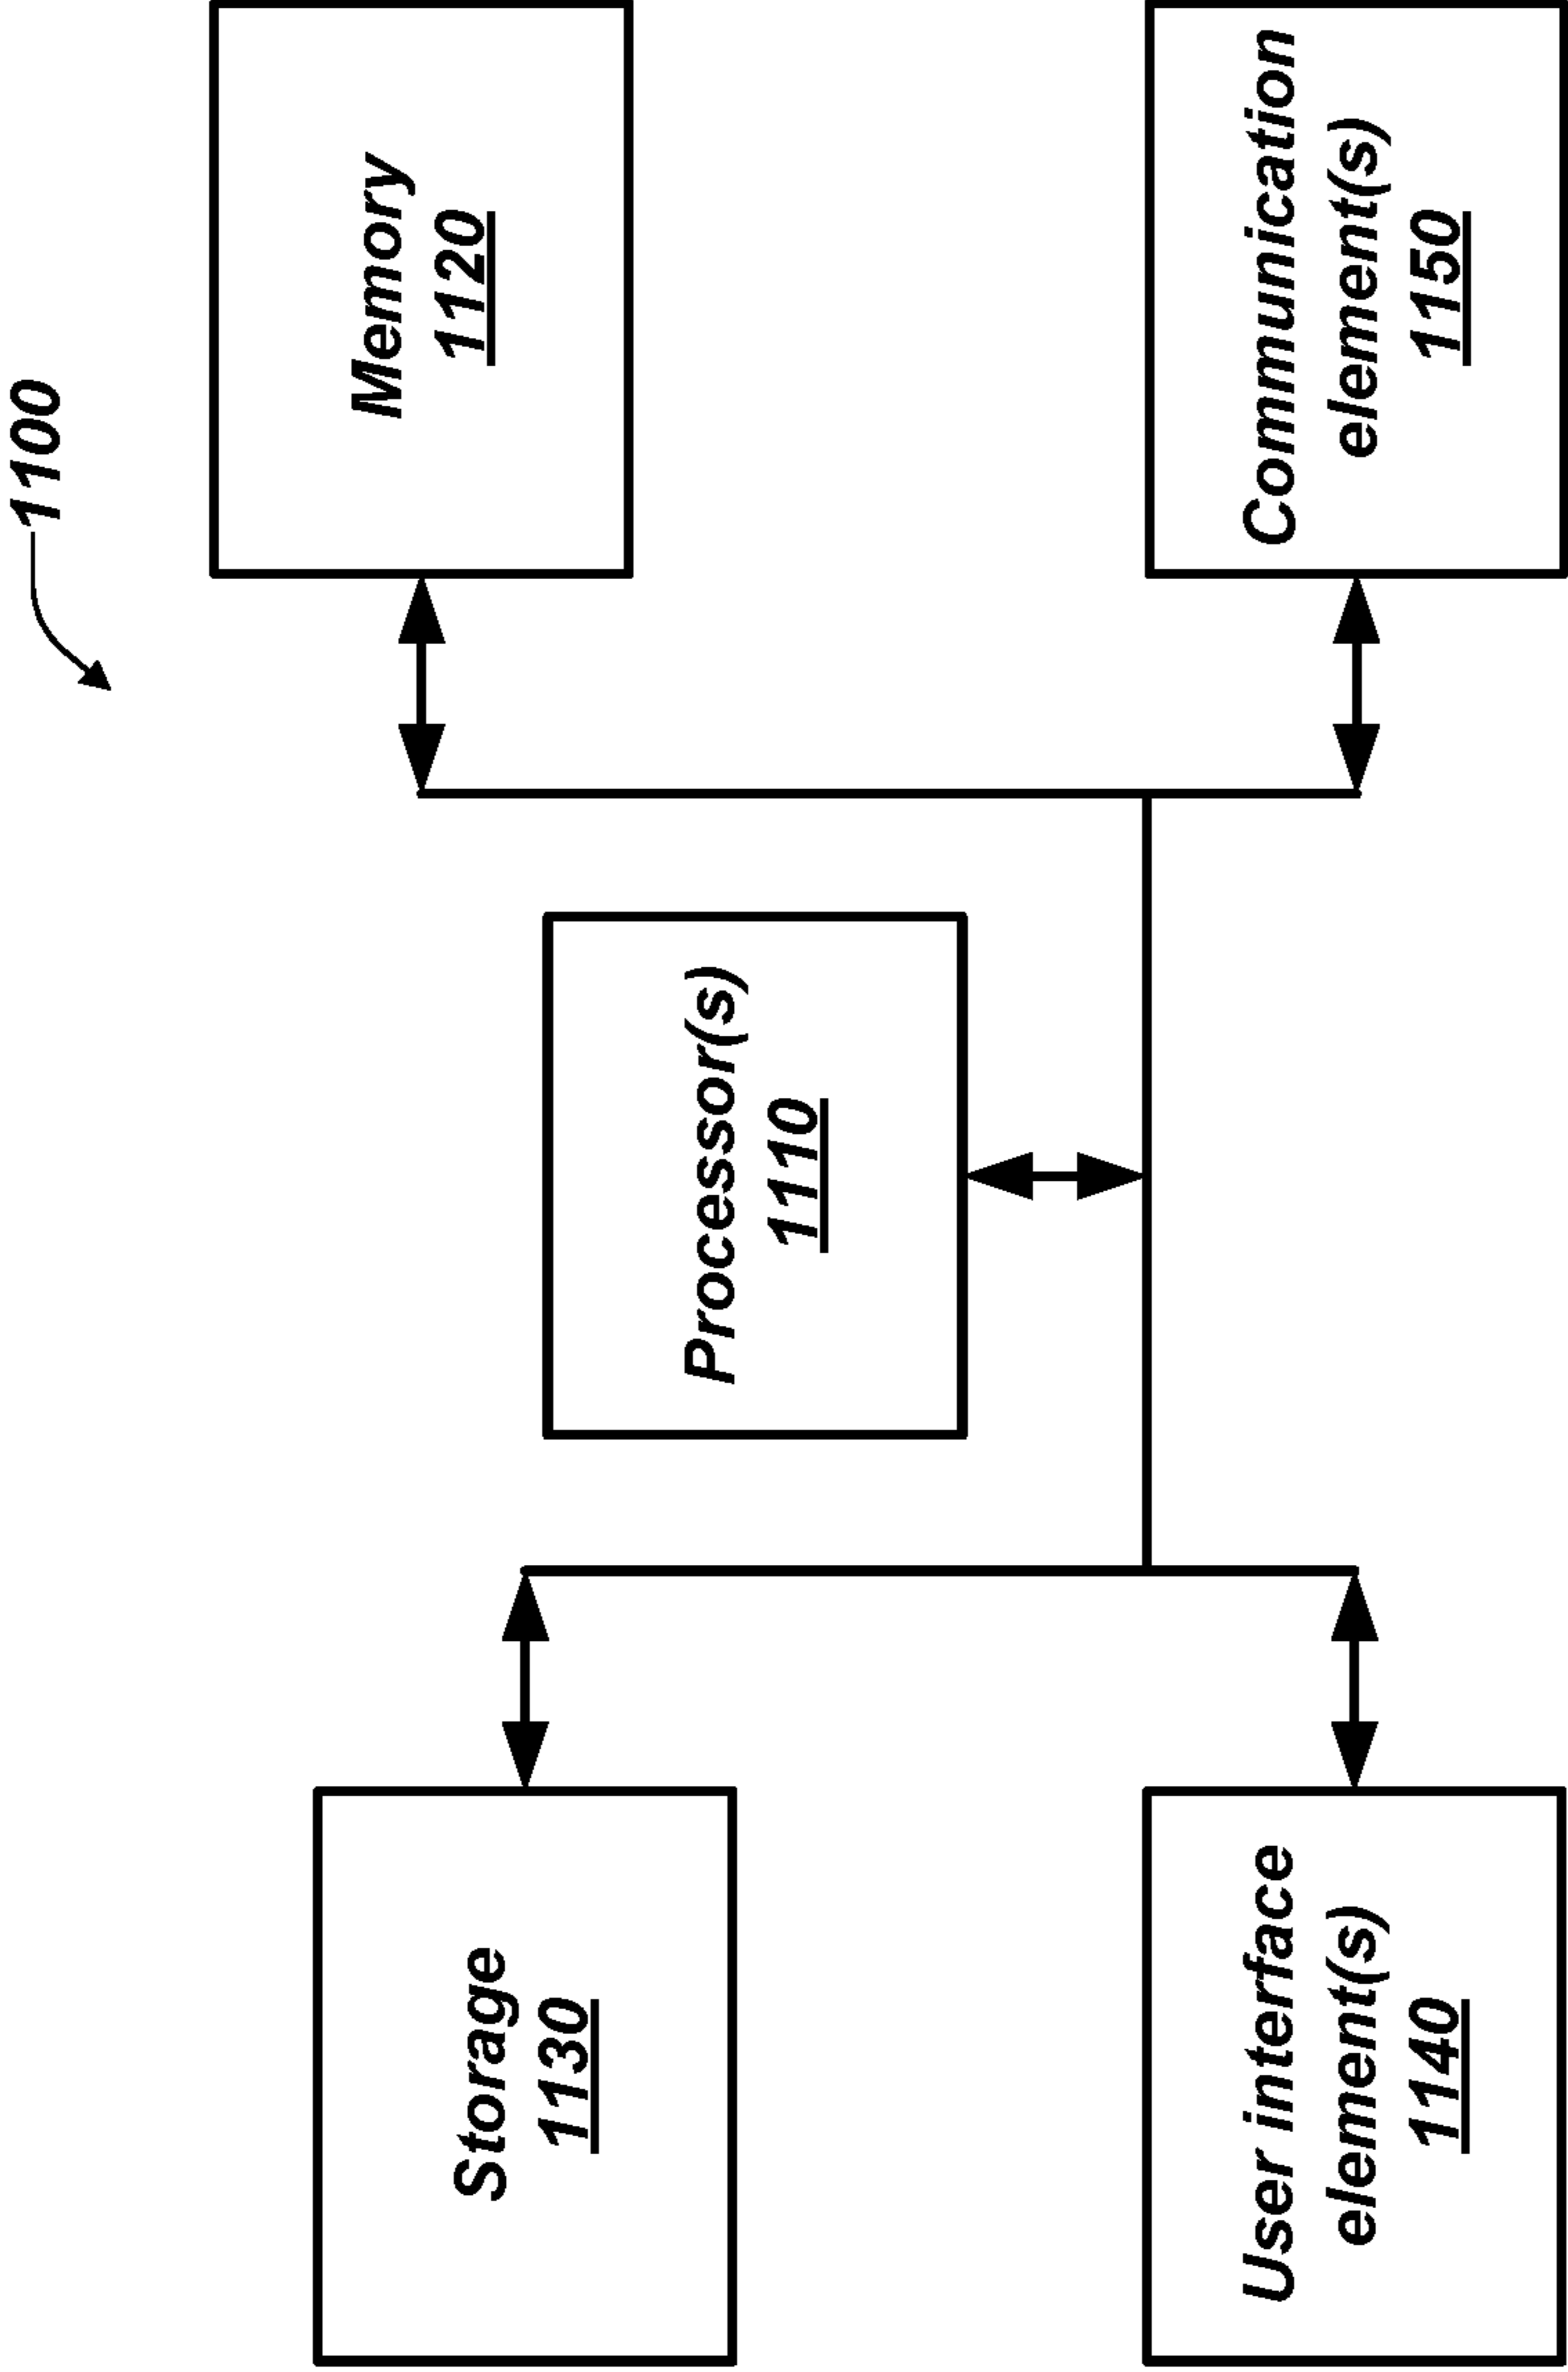 1100
Storage
1130
Processor(s)
1110
Memory
1120
User interface
element(s)
1140
Communication
element(s)
1150